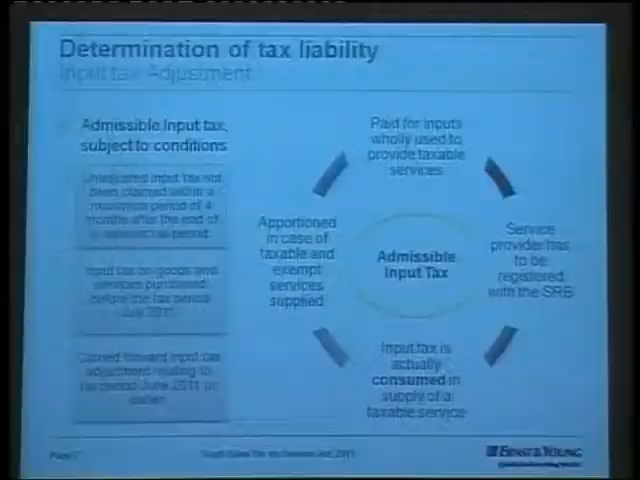 Determination of tax liability
Input tax Adjustment
Admissible Input tax,
subject to conditions
Unadjusted input tax not
been claimed within a
maximum period of 4
months after the end of
tax period.
Input tax on goods and
services purchased
before the tax period
July 2011
Carried forward input tax
adjustment relating to
tax period June 2011 or
earlier
Paid for inputs
wholly used to
provide taxable
services
Service
provider has
to be
registered
with the SRB
Input tax is
actually
consumed in
supply of a
taxable service
Apportioned
in case of
taxable and
exempt
services
supplied
Admissible
Input Tax
Page 7
Sindh Sales Tax on Services Act, 2011
ERNST & YOUNG